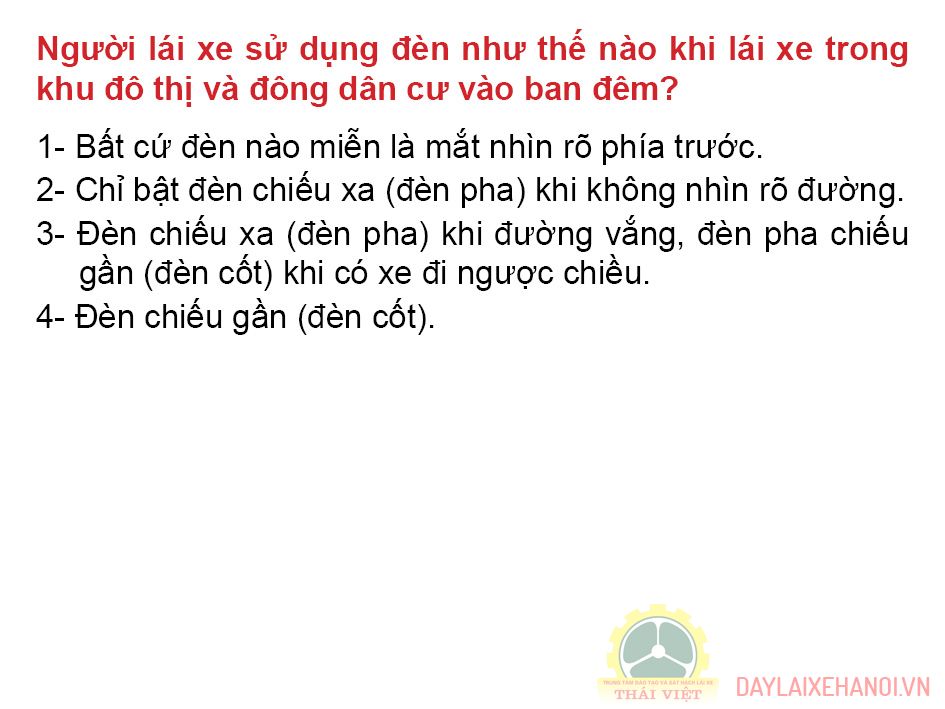 Người lái xe sử dụng đèn như thế nào khi lái xe trong
khu đô thị và đông dân cư vào ban đêm?
1- Bất cứ đèn nào miễn là mắt nhìn rõ phía trước.
2- Chỉ bật đèn chiếu xa (đèn pha) khi không nhìn rõ đường.
3- Đèn chiếu xa (đèn pha) khi đường vắng, đèn pha chiếu
gần (đèn cốt) khi có xe đi ngược chiều.
4- Đèn chiếu gần (đèn cốt).
TRUNG TÂM ĐÀO TẠO VÀ SÁT HẠCH LÁI XE
THÁI VIỆT
DAYLAIXEHANOI.VN